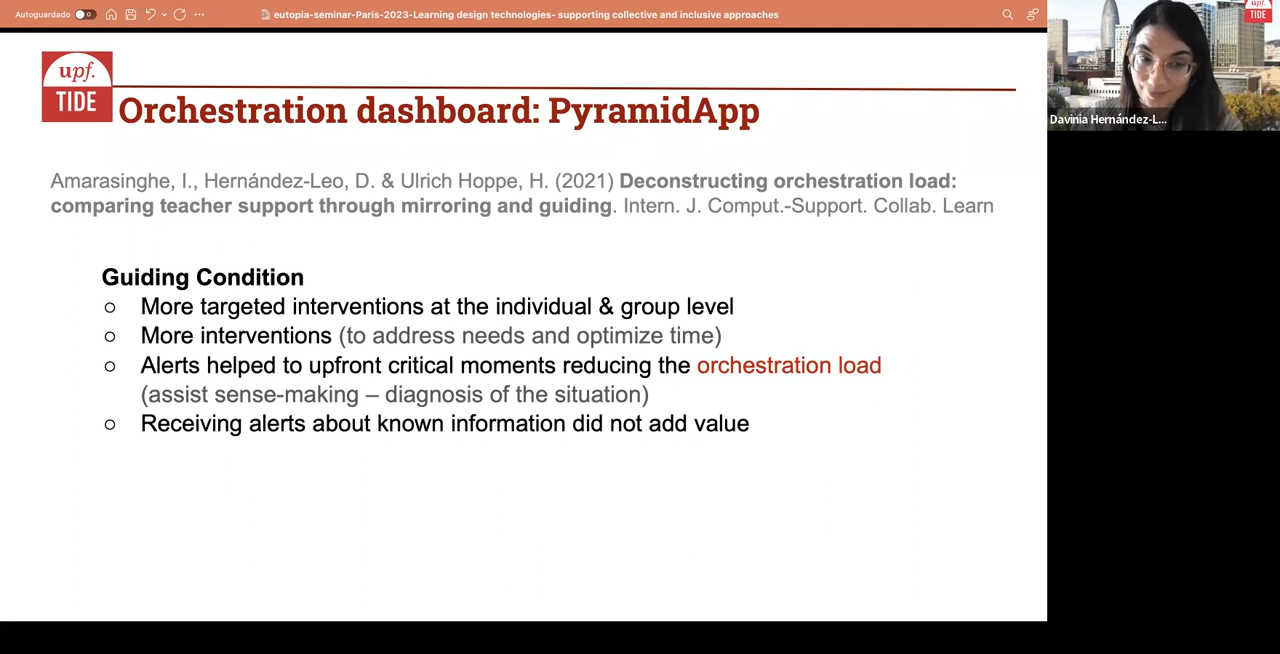 Autoguardado
eutopia-seminar-Paris-2023-Learning design technologies- supporting collective and inclusive approaches
upf.
TIDE
Orchestration dashboard: PyramidApp
Amarasinghe, I., Hernández-Leo, D. & Ulrich Hoppe, H. (2021) Deconstructing orchestration load:
comparing teacher support through mirroring and guiding. Intern. J. Comput.-Support. Collab. Learn
Guiding Condition
More targeted interventions at the individual & group level
More interventions (to address needs and optimize time)
Alerts helped to upfront critical moments reducing the orchestration load
(assist sense-making – diagnosis of the situation)
Receiving alerts about known information did not add value
upf.
TIDE
Davinia Hernández-L...